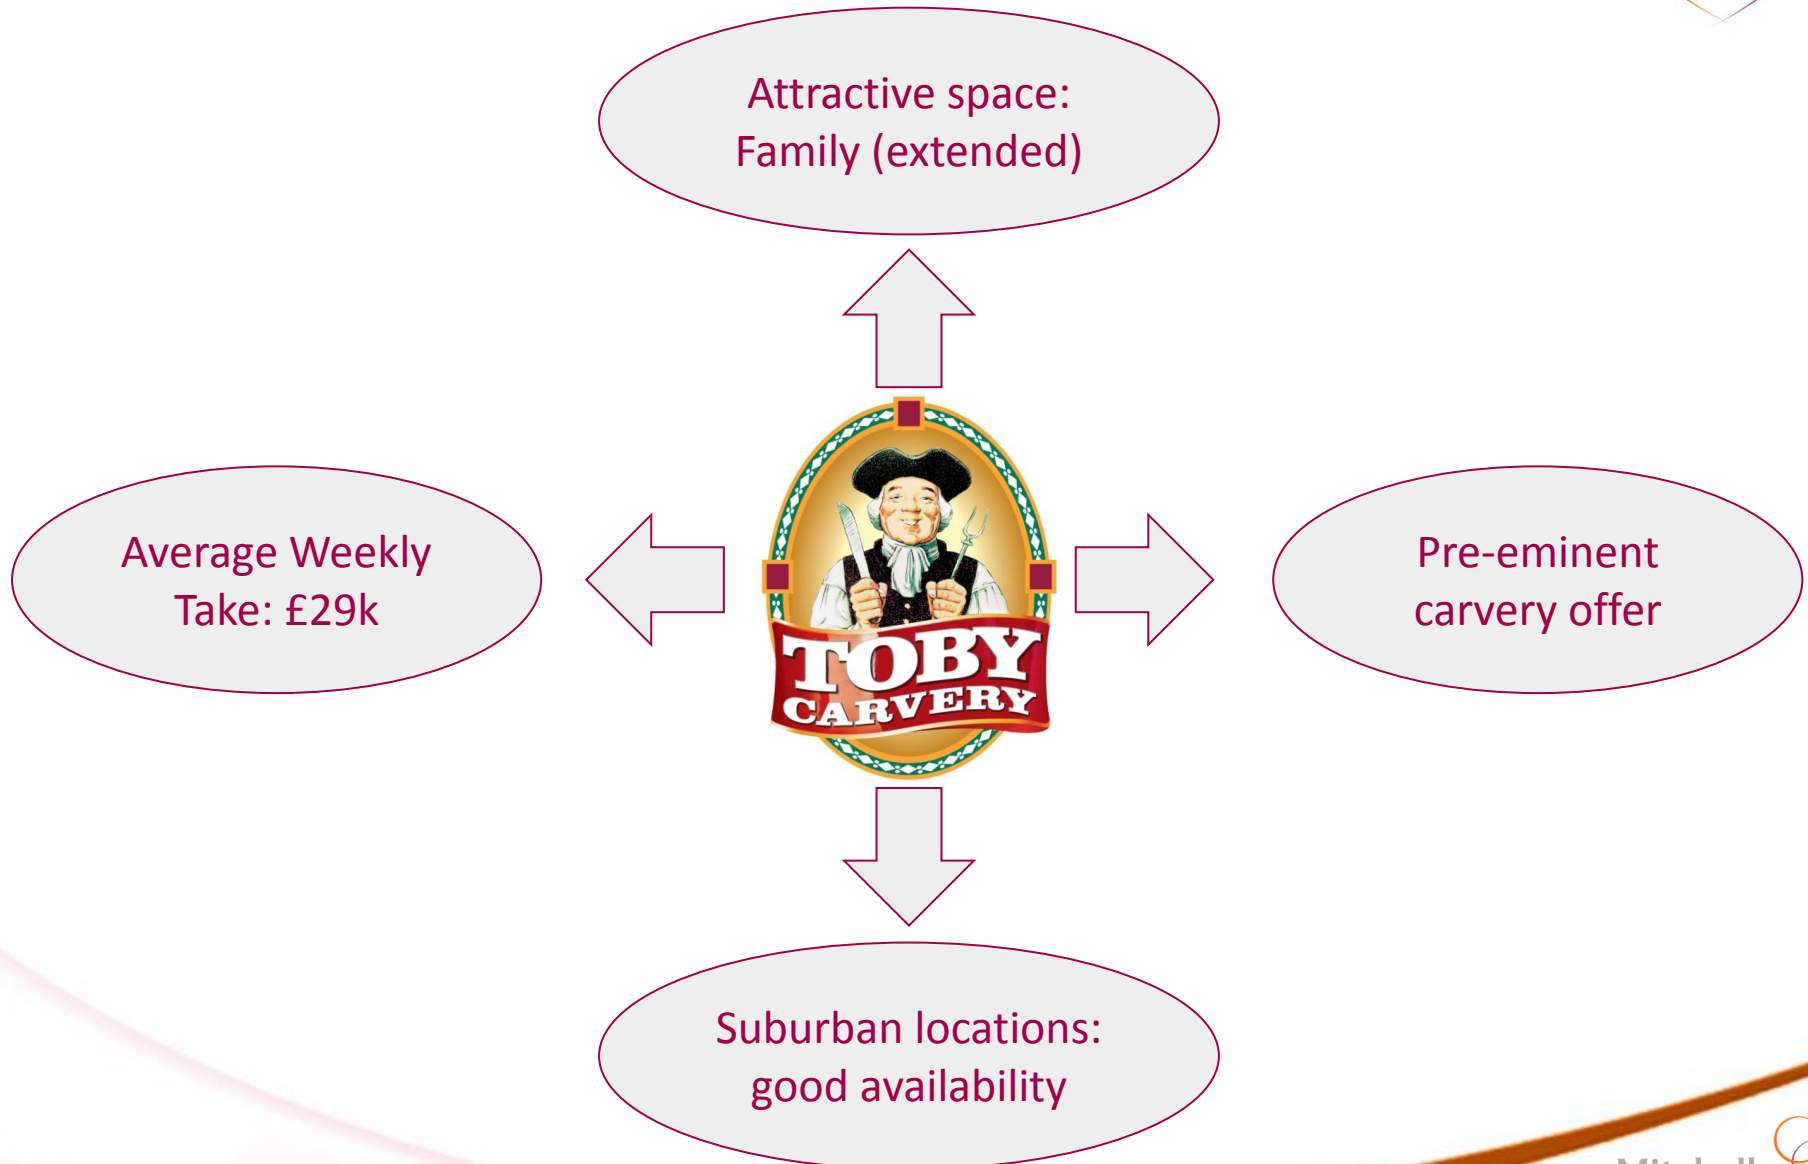 Attractive space:
Family (extended)
Average Weekly
Take: £29k
TOBY
CARVERY
Pre-eminent
carvery offer
Suburban locations:
good availability